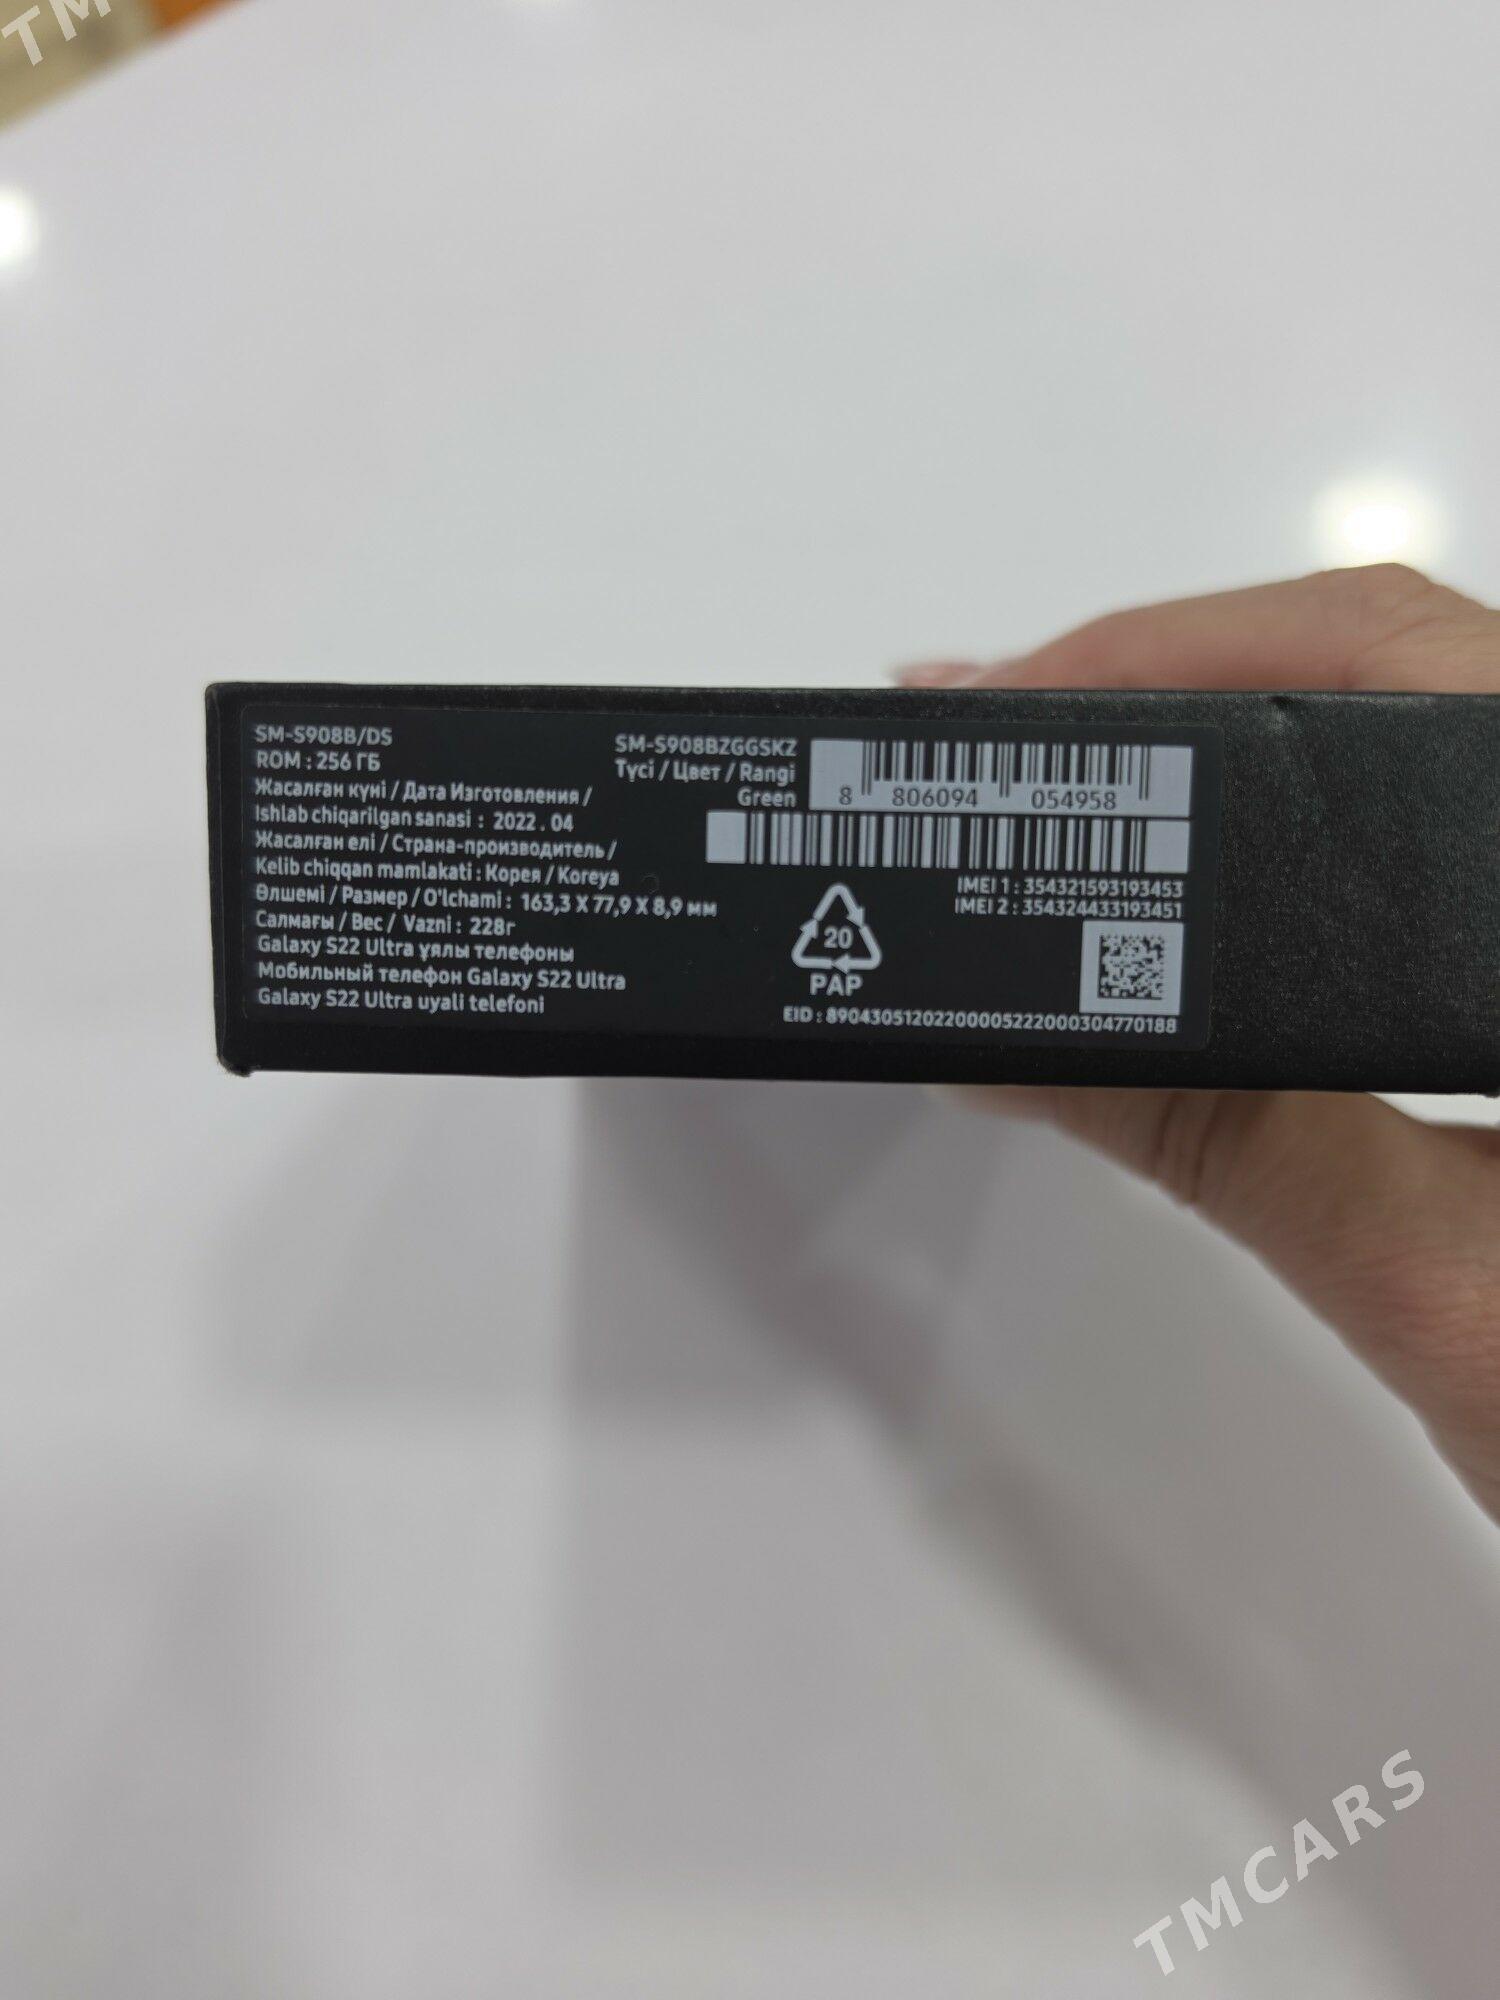 TM
SM-S908B/DS
ROM : 256 ГБ
Жасалған күні / Дата Изготовления /
Ishlab chiqarilgan sanasi : 2022 . 04
Жасалған елі / Страна-производитель /
Kelib chiqqan mamlakati : Корея / Koreya
Өлшемі / Размер / O'lchami : 163,3 X 77,9 X 8,9 мм
Салмағы / Вес / Vazni : 228г
Galaxy S22 Ultra ұялы телефоны
Мобильный телефон Galaxy S22 Ultra
Galaxy S22 Ultra uyali telefoni
SM-S908BZGGSKZ
Түсі / Цвет / Rangi
Green
8 806094 054958
IMEI 1 : 354321593193453
IMEI 2 : 354324433193451
20
PAP
EID : 89043051202200005222000304770188
TMCARS